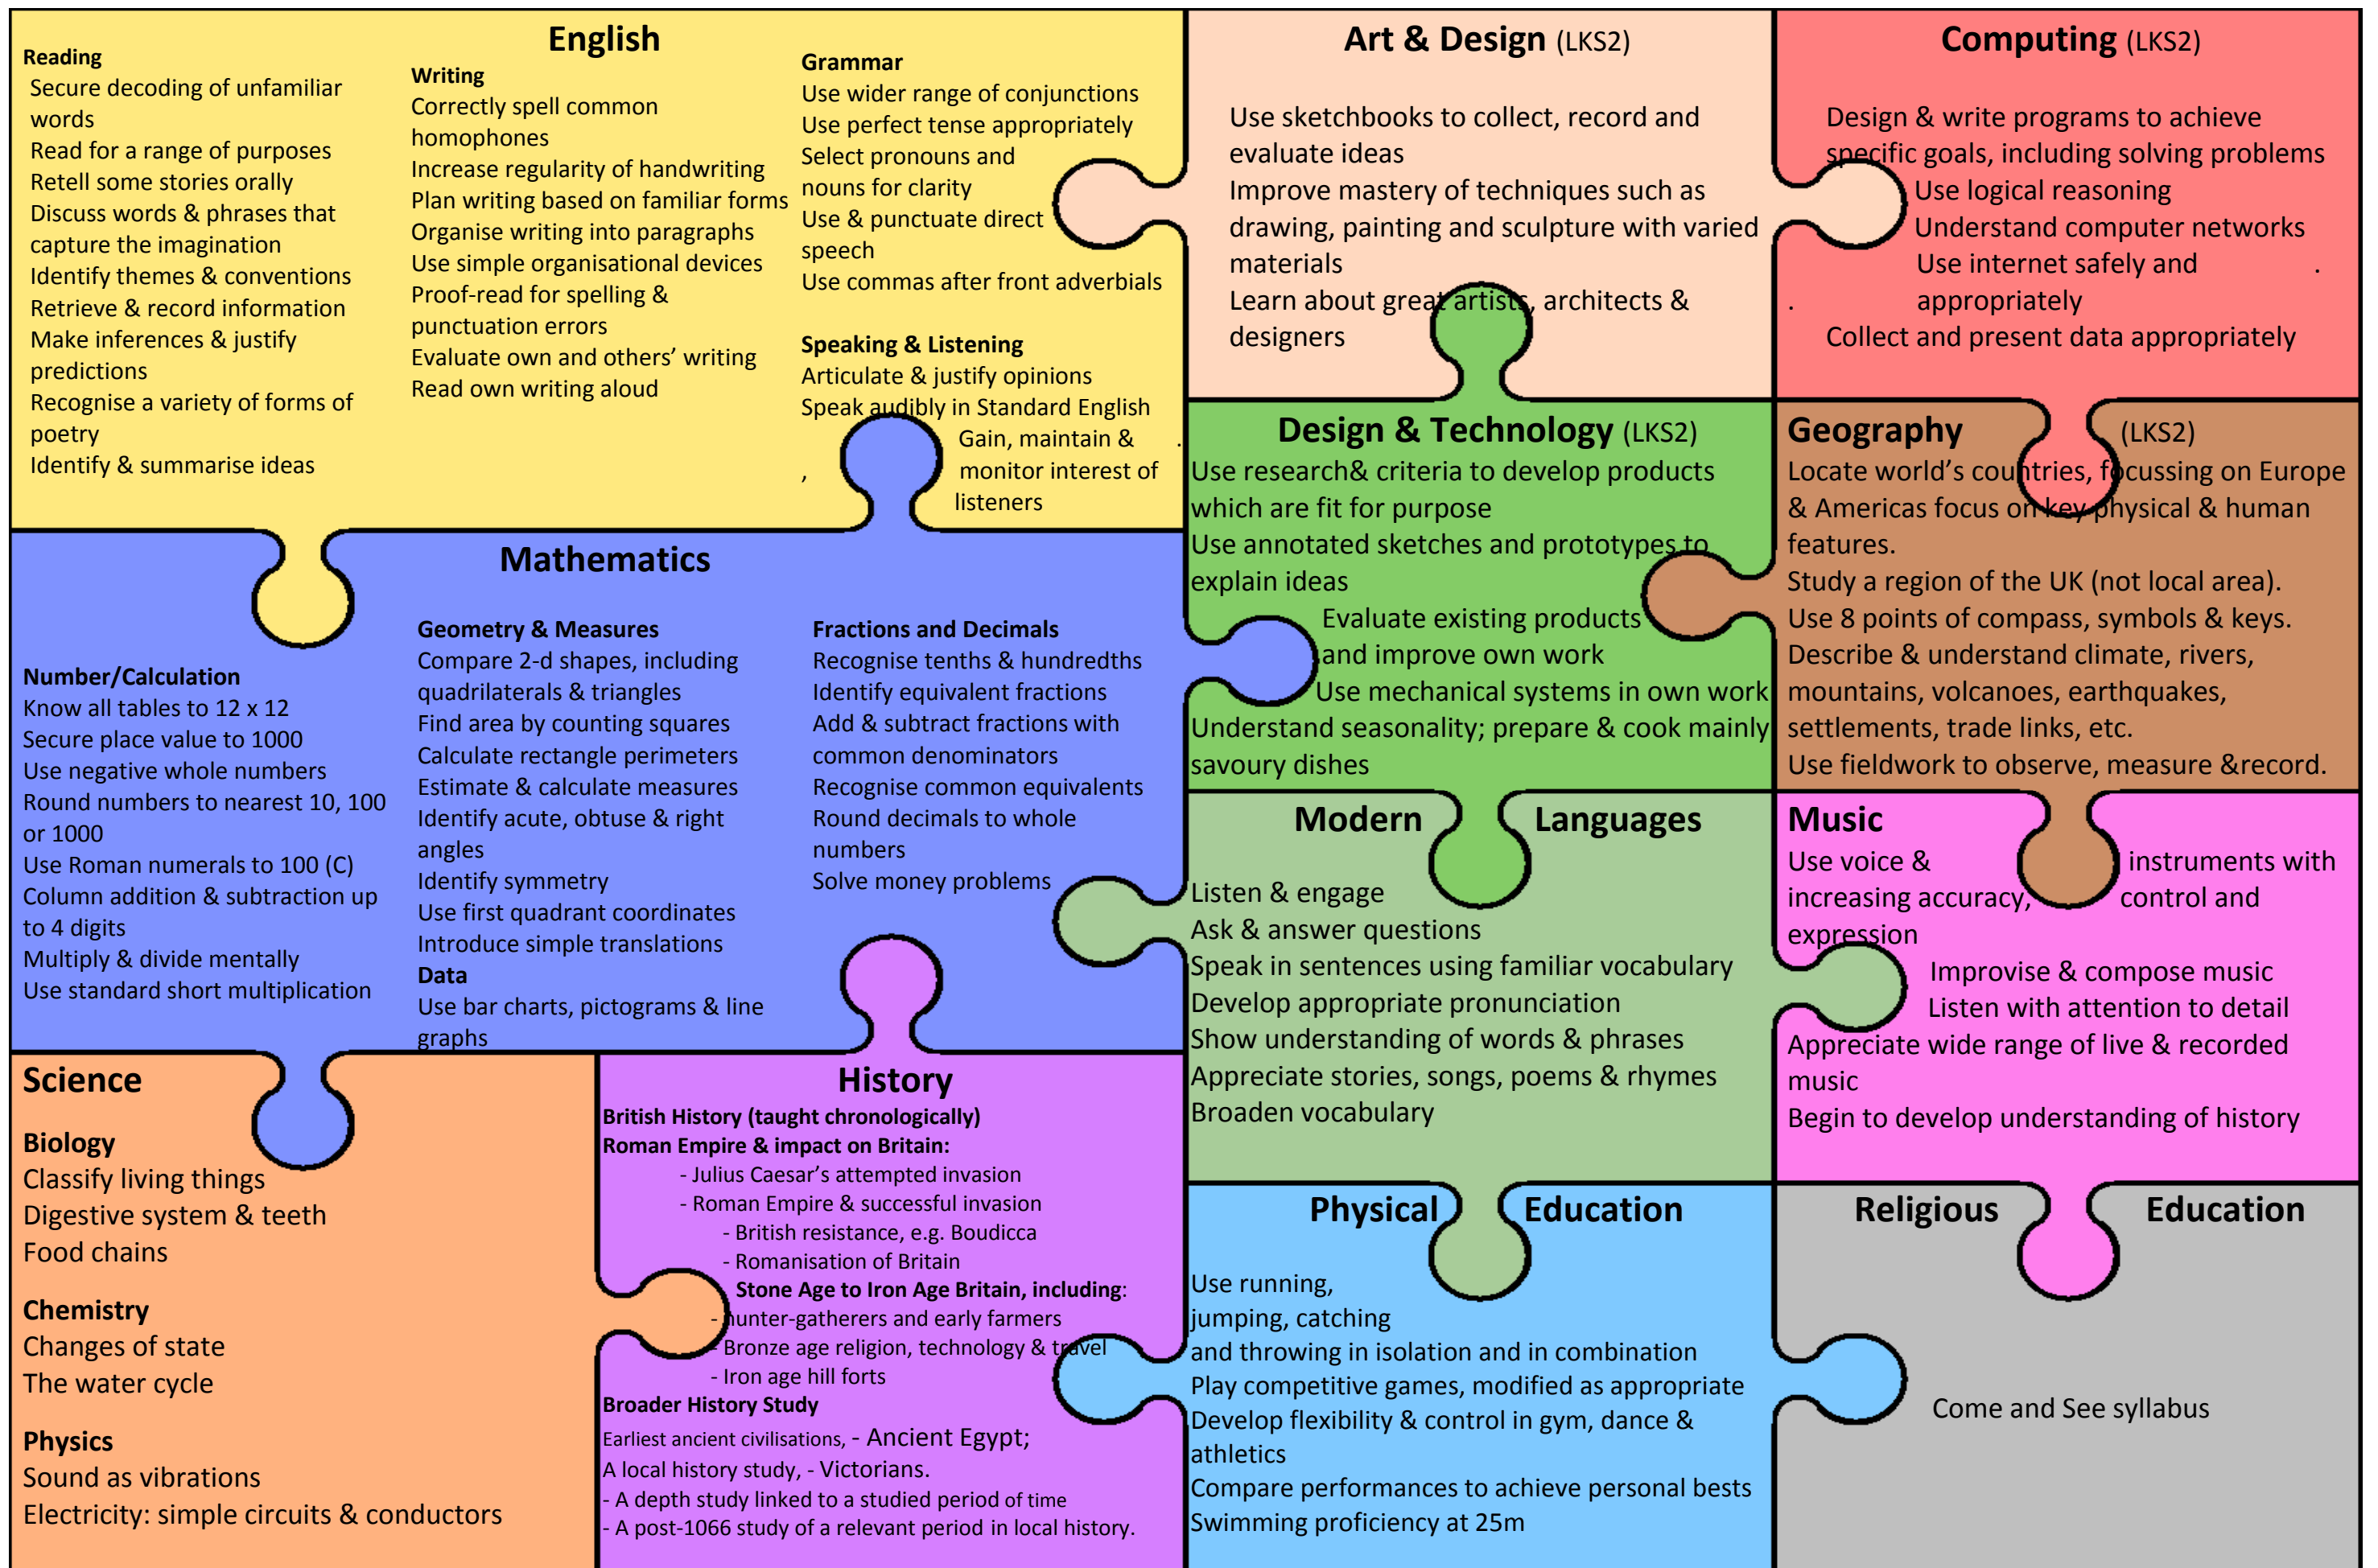 English
Reading
Secure decoding of unfamiliar
words
Read for a range of purposes
Retell some stories orally
Discuss words & phrases that
capture the imagination
Identify themes & conventions
Retrieve & record information
Make inferences & justify
predictions
Recognise a variety of forms of
poetry
Identify & summarise ideas
Writing
Correctly spell common
homophones
Increase regularity of handwriting
Plan writing based on familiar forms
Organise writing into paragraphs
Use simple organisational devices
Proof-read for spelling &
punctuation errors
Evaluate own and others' writing
Read own writing aloud
Grammar
Use wider range of conjunctions
Use perfect tense appropriately
Select pronouns and
nouns for clarity
Use & punctuate direct
speech
Use commas after front adverbials
Speaking & Listening
Articulate & justify opinions
Speak audibly in Standard English
Gain, maintain & .
, monitor interest of
listeners
Art & Design (LKS2)
Use sketchbooks to collect, record and
evaluate ideas
Improve mastery of techniques such as
drawing, painting and sculpture with varied
materials
Learn about great artists, architects &
designers
Computing (LKS2)
Design & write programs to achieve
specific goals, including solving problems
Use logical reasoning
Understand computer networks
Use internet safely and .
. appropriately
Collect and present data appropriately
Mathematics
Number/Calculation
Know all tables to 12 x 12
Secure place value to 1000
Use negative whole numbers
Round numbers to nearest 10, 100
or 1000
Use Roman numerals to 100 (C)
Column addition & subtraction up
to 4 digits
Multiply & divide mentally
Use standard short multiplication
Geometry & Measures
Compare 2-d shapes, including
quadrilaterals & triangles
Find area by counting squares
Calculate rectangle perimeters
Estimate & calculate measures
Identify acute, obtuse & right
angles
Identify symmetry
Use first quadrant coordinates
Introduce simple translations
Data
Use bar charts, pictograms & line
graphs
Fractions and Decimals
Recognise tenths & hundredths
Identify equivalent fractions
Add & subtract fractions with
common denominators
Recognise common equivalents
Round decimals to whole
numbers
Solve money problems
Design & Technology (LKS2)
Use research& criteria to develop products
which are fit for purpose
Use annotated sketches and prototypes to
explain ideas
Evaluate existing products
and improve own work
Use mechanical systems in own work
Understand seasonality; prepare & cook mainly
savoury dishes
Geography (LKS2)
Locate world's countries, focussing on Europe
& Americas focus on key physical & human
features.
Study a region of the UK (not local area).
Use 8 points of compass, symbols & keys.
Describe & understand climate, rivers,
mountains, volcanoes, earthquakes,
settlements, trade links, etc.
Use fieldwork to observe, measure &record.
Modern Languages
Listen & engage
Ask & answer questions
Speak in sentences using familiar vocabulary
Develop appropriate pronunciation
Show understanding of words & phrases
Appreciate stories, songs, poems & rhymes
Broaden vocabulary
Music
Use voice & instruments with
increasing accuracy, control and
expression
Improvise & compose music
Listen with attention to detail
Appreciate wide range of live & recorded
music
Begin to develop understanding of history
Science
Biology
Classify living things
Digestive system & teeth
Food chains
Chemistry
Changes of state
The water cycle
Physics
Sound as vibrations
Electricity: simple circuits & conductors
History
British History (taught chronologically)
Roman Empire & impact on Britain:
- Julius Caesar's attempted invasion
- Roman Empire & successful invasion
- British resistance, e.g. Boudicca
- Romanisation of Britain
Stone Age to Iron Age Britain, including:
- hunter-gatherers and early farmers
- Bronze age religion, technology & travel
- Iron age hill forts
Broader History Study
Earliest ancient civilisations, - Ancient Egypt;
A local history study, - Victorians.
- A depth study linked to a studied period of time
- A post-1066 study of a relevant period in local history.
Physical Education
Use running,
jumping, catching
and throwing in isolation and in combination
Play competitive games, modified as appropriate
Develop flexibility & control in gym, dance &
athletics
Compare performances to achieve personal bests
Swimming proficiency at 25m
Religious Education
Come and See syllabus